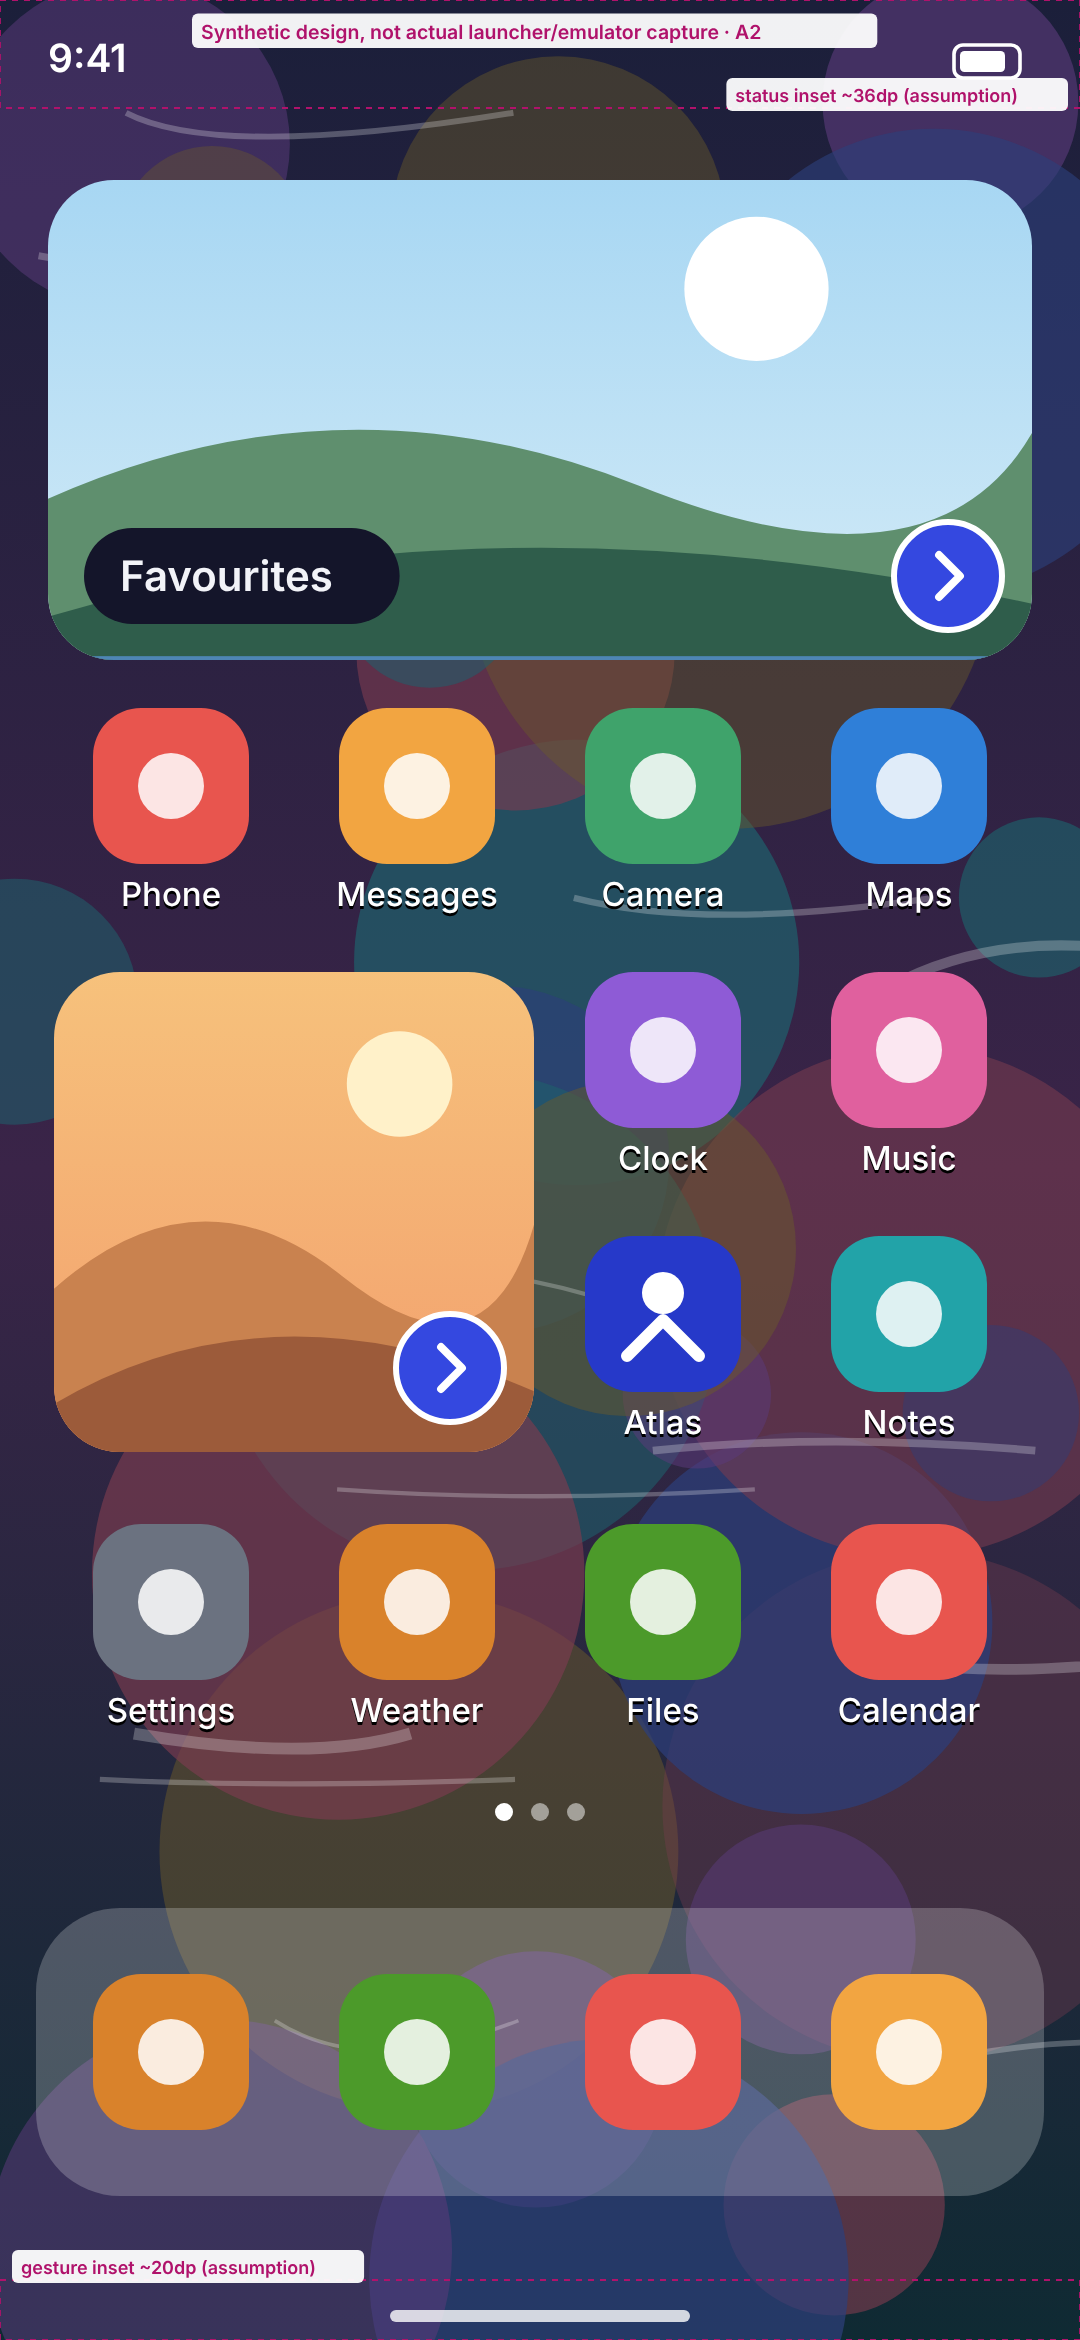 Synthetic design, not actual launcher/emulator capture · A2
9:41
status inset ~36dp (assumption)
Favourites
Phone
Messages
Camera
Maps
Clock
Music
Atlas
Notes
Settings
Weather
Files
Calendar
gesture inset ~20dp (assumption)